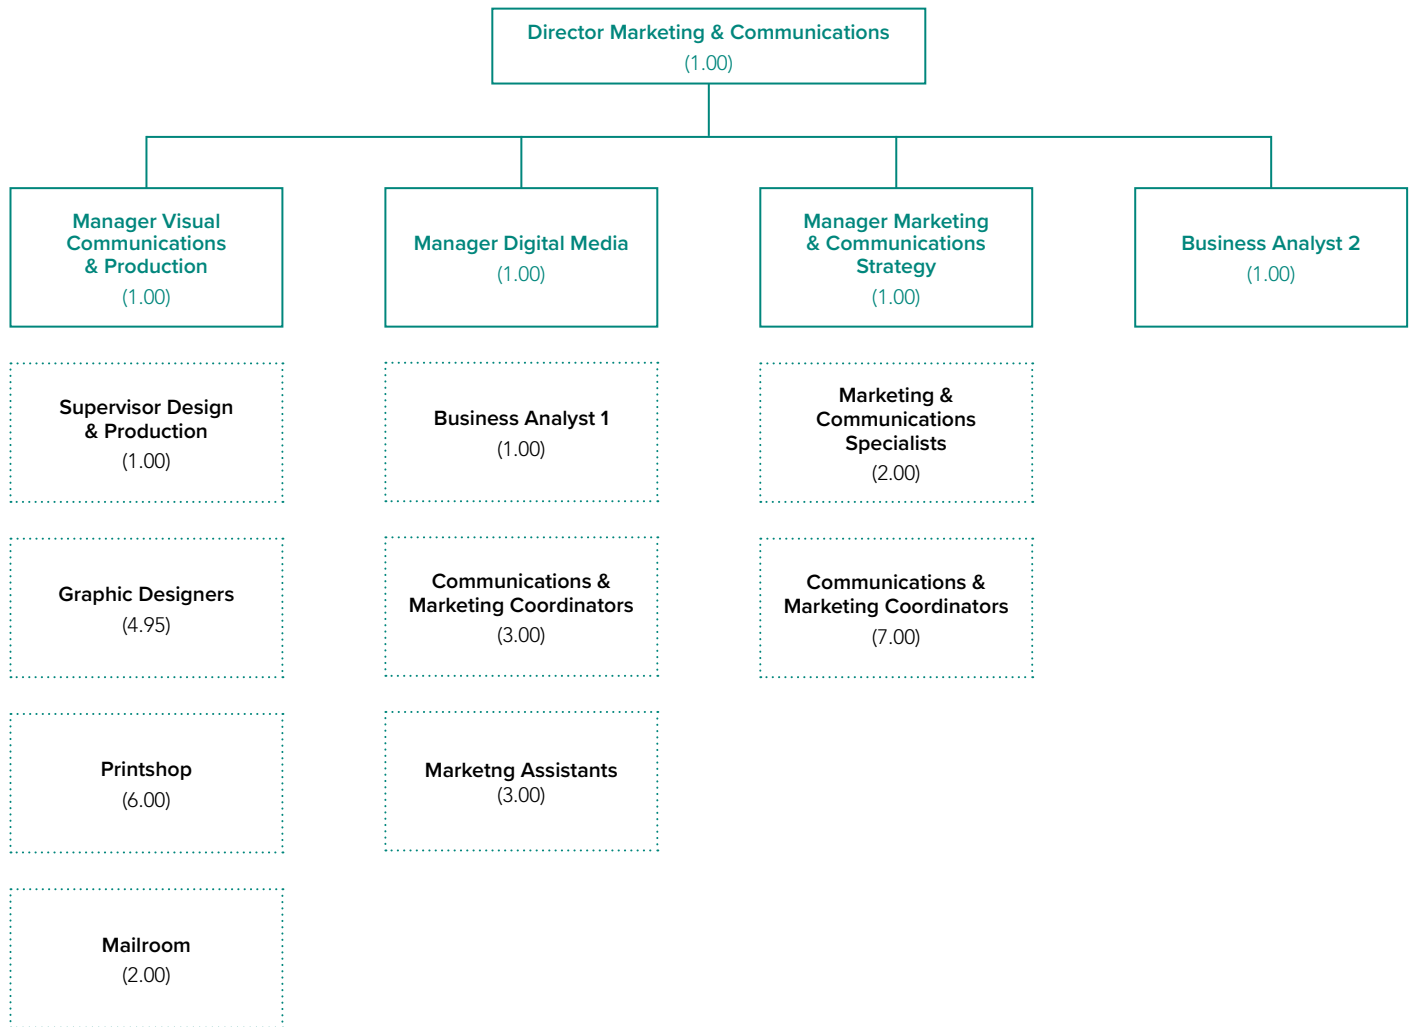 Director Marketing & Communications
(1.00)
Manager Visual
Communications
& Production
(1.00)
Manager Digital Media
(1.00)
Manager Marketing
& Communications
Strategy
(1.00)
Business Analyst 2
(1.00)
Supervisor Design
& Production
(1.00)
Business Analyst 1
(1.00)
Marketing &
Communications
Specialists
(2.00)
Graphic Designers
(4.95)
Communications &
Marketing Coordinators
(3.00)
Communications &
Marketing Coordinators
(7.00)
Printshop
(6.00)
Marketng Assistants
(3.00)
Mailroom
(2.00)